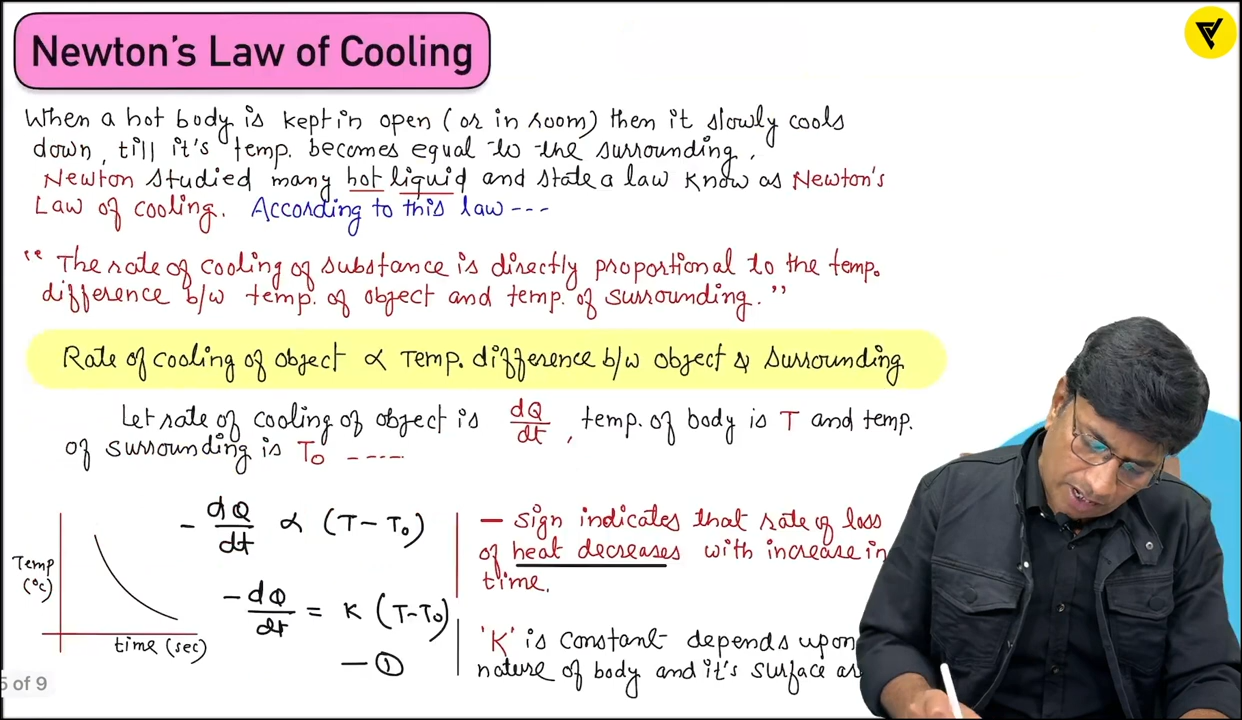 Newton's Law of Cooling
When a hot body is kept in open (or in room) then it slowly cools
down, till it's temp. becomes equal to the surrounding.
Newton studied many hot liquid and state a law know as Newton's
Law of cooling. According to this law ---
"The rate of cooling of substance is directly proportional to the temp.
difference b/w temp. of object and temp. of surrounding."
Rate of cooling of object ∝ Temp. difference b/w object & surrounding
Let rate of cooling of object is dQ/dt, temp. of body is T and temp.
of surrounding is T₀ ----
Temp
(°C)
time (sec)
- dQ/dt ∝ (T - T₀)
- dQ/dt = K (T-T₀)
— ①
— sign indicates that rate of loss
of heat decreases with increase in
time.
'K' is constant depends upon
nature of body and it's surface
5 of 9